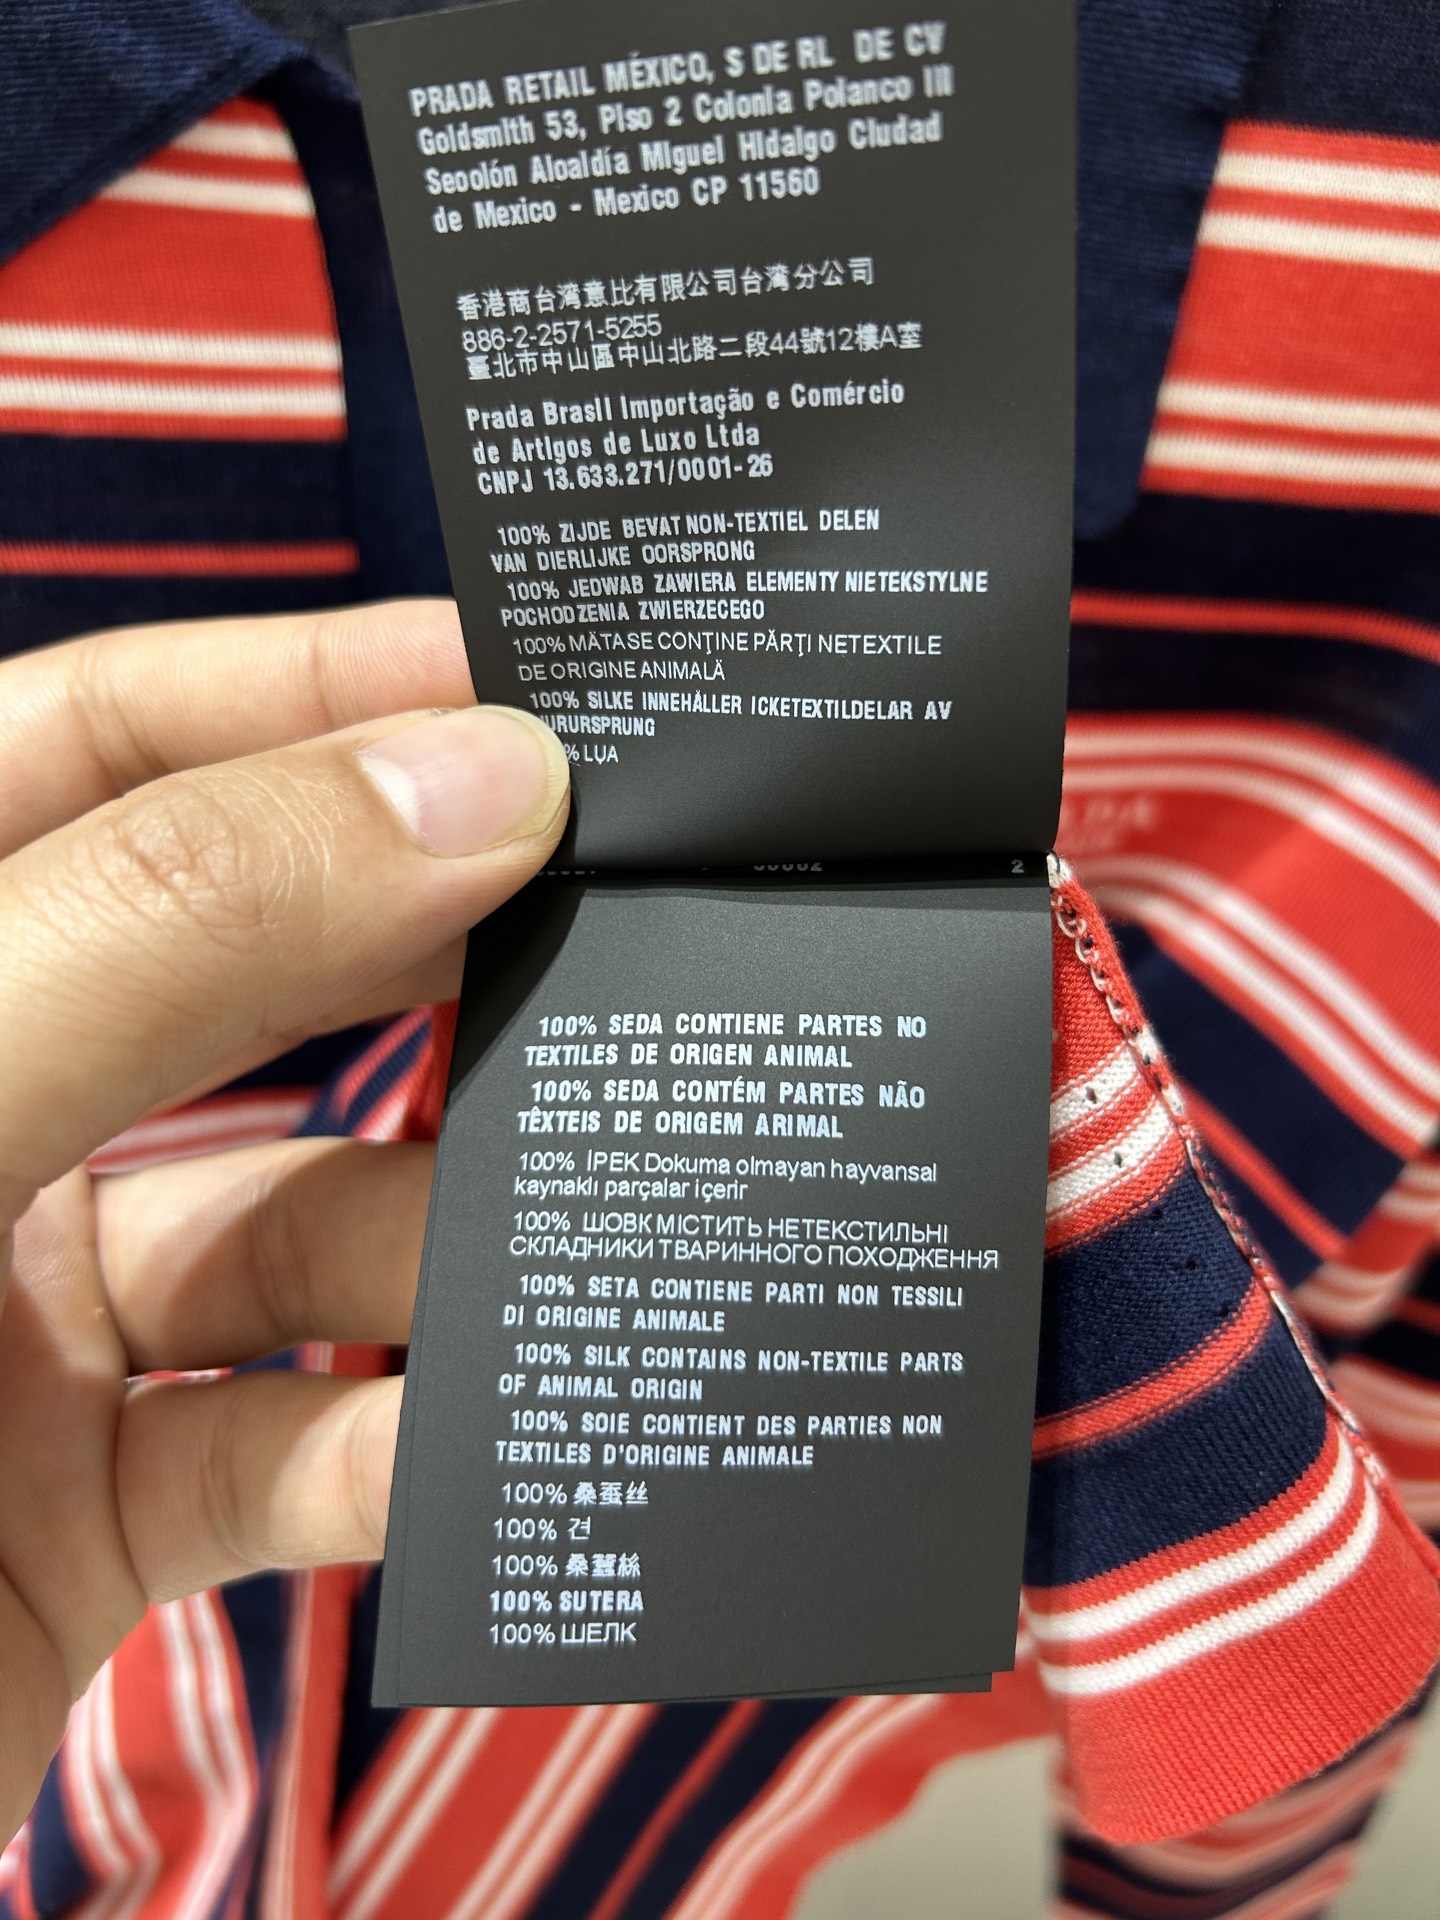 PRADA RETAIL MÉXICO, S DE RL DE CV
Goldsmith 53, Piso 2 Colonia Polanco III
Seoolón Aloaldía Miguel Hidalgo Ciudad
de Mexico - Mexico CP 11560
香港商台灣意比有限公司台灣分公司
886-2-2571-5255
臺北市中山區中山北路二段44號12樓A室
Prada Brasil Importação e Comércio
de Artigos de Luxo Ltda
CNPJ 13.633.271/0001-26
100% ZIJDE BEVAT NON-TEXTIEL DELEN
VAN DIERLIJKE OORSPRONG
100% JEDWAB ZAWIERA ELEMENTY NIETEKSTYLNE
POCHODZENIA ZWIERZECEGO
100% MĂTASE CONŢINE PĂRŢI NETEXTILE
DE ORIGINE ANIMALĂ
100% SILKE INNEHÅLLER ICKETEXTILDELAR AV
URURSPRUNG
% LỤA
2
100% SEDA CONTIENE PARTES NO
TEXTILES DE ORIGEN ANIMAL
100% SEDA CONTÉM PARTES NÃO
TÊXTEIS DE ORIGEM ARIMAL
100% İPEK Dokuma olmayan hayvansal
kaynaklı parçalar içerir
100% ШОВК МІСТИТЬ НЕТЕКСТИЛЬНІ
СКЛАДНИКИ ТВАРИННОГО ПОХОДЖЕННЯ
100% SETA CONTIENE PARTI NON TESSILI
DI ORIGINE ANIMALE
100% SILK CONTAINS NON-TEXTILE PARTS
OF ANIMAL ORIGIN
100% SOIE CONTIENT DES PARTIES NON
TEXTILES D'ORIGINE ANIMALE
100% 桑蚕丝
100% 견
100% 桑蠶絲
100% SUTERA
100% ШЕЛК